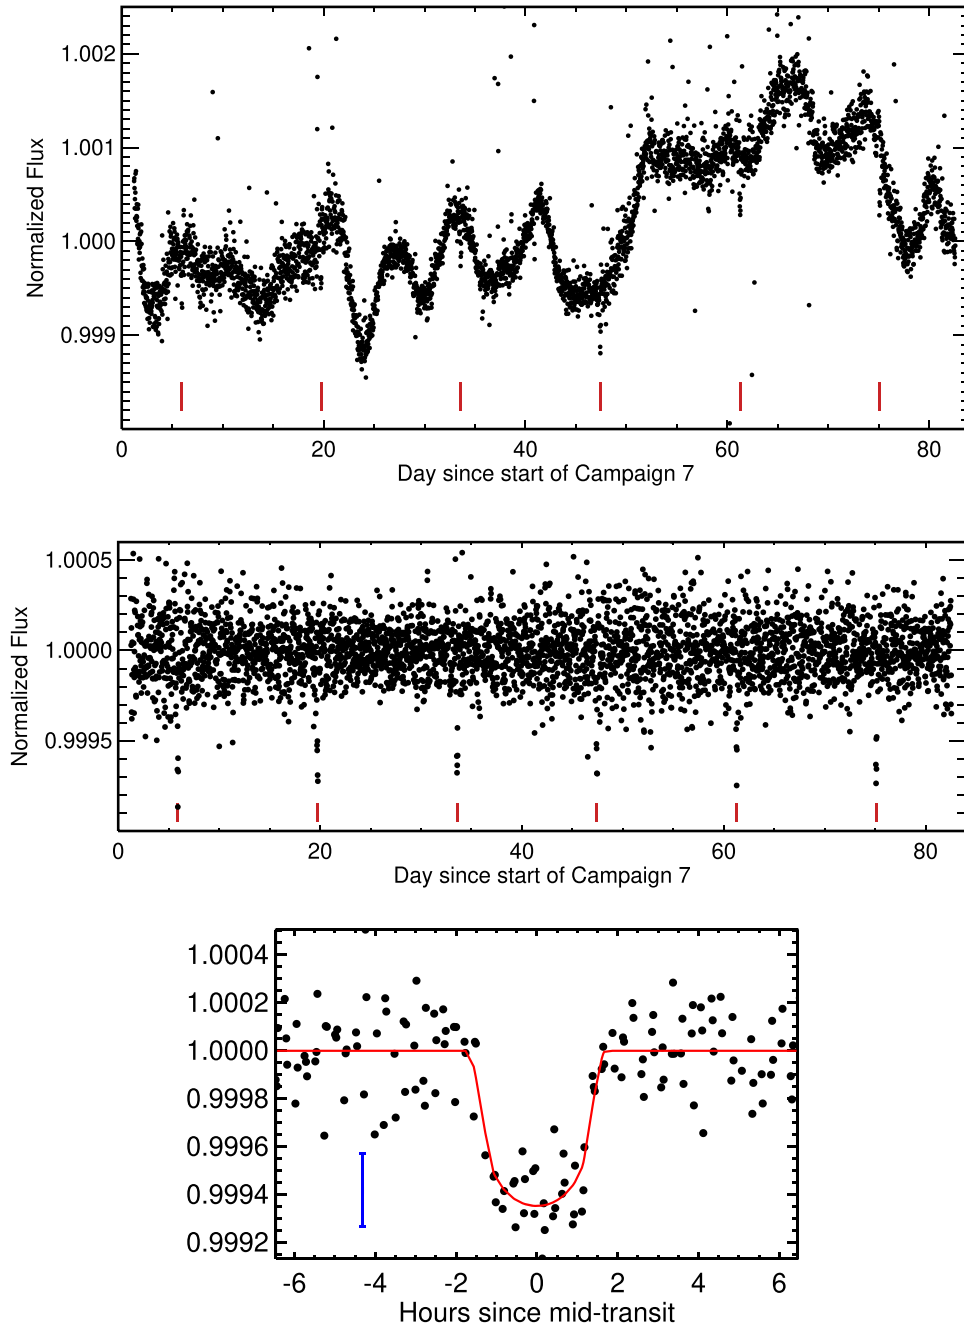 1.002
1.001
1.000
0.999
Normalized Flux
0 20 40 60 80
Day since start of Campaign 7
1.0005
1.0000
0.9995
Normalized Flux
0 20 40 60 80
Day since start of Campaign 7
1.0004
1.0002
1.0000
0.9998
0.9996
0.9994
0.9992
-6 -4 -2 0 2 4 6
Hours since mid-transit